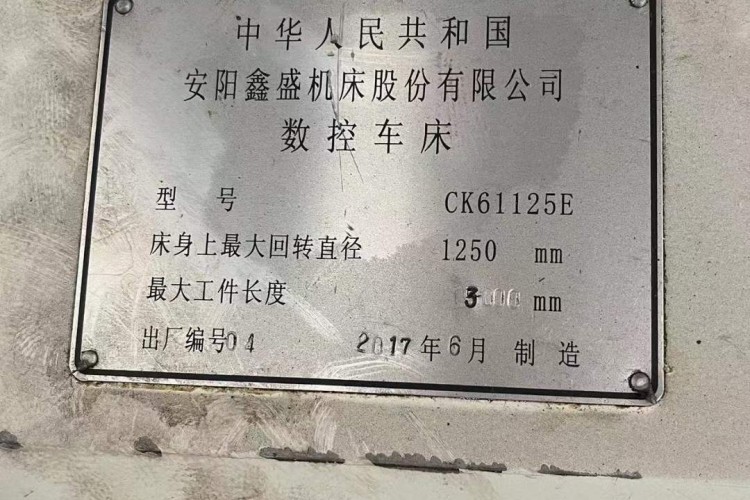 中华人民共和国
安阳鑫盛机床股份有限公司
数控车床
型号 CK61125E
床身上最大回转直径 1250 mm
最大工件长度 3000 mm
出厂编号04 2017年6月 制造